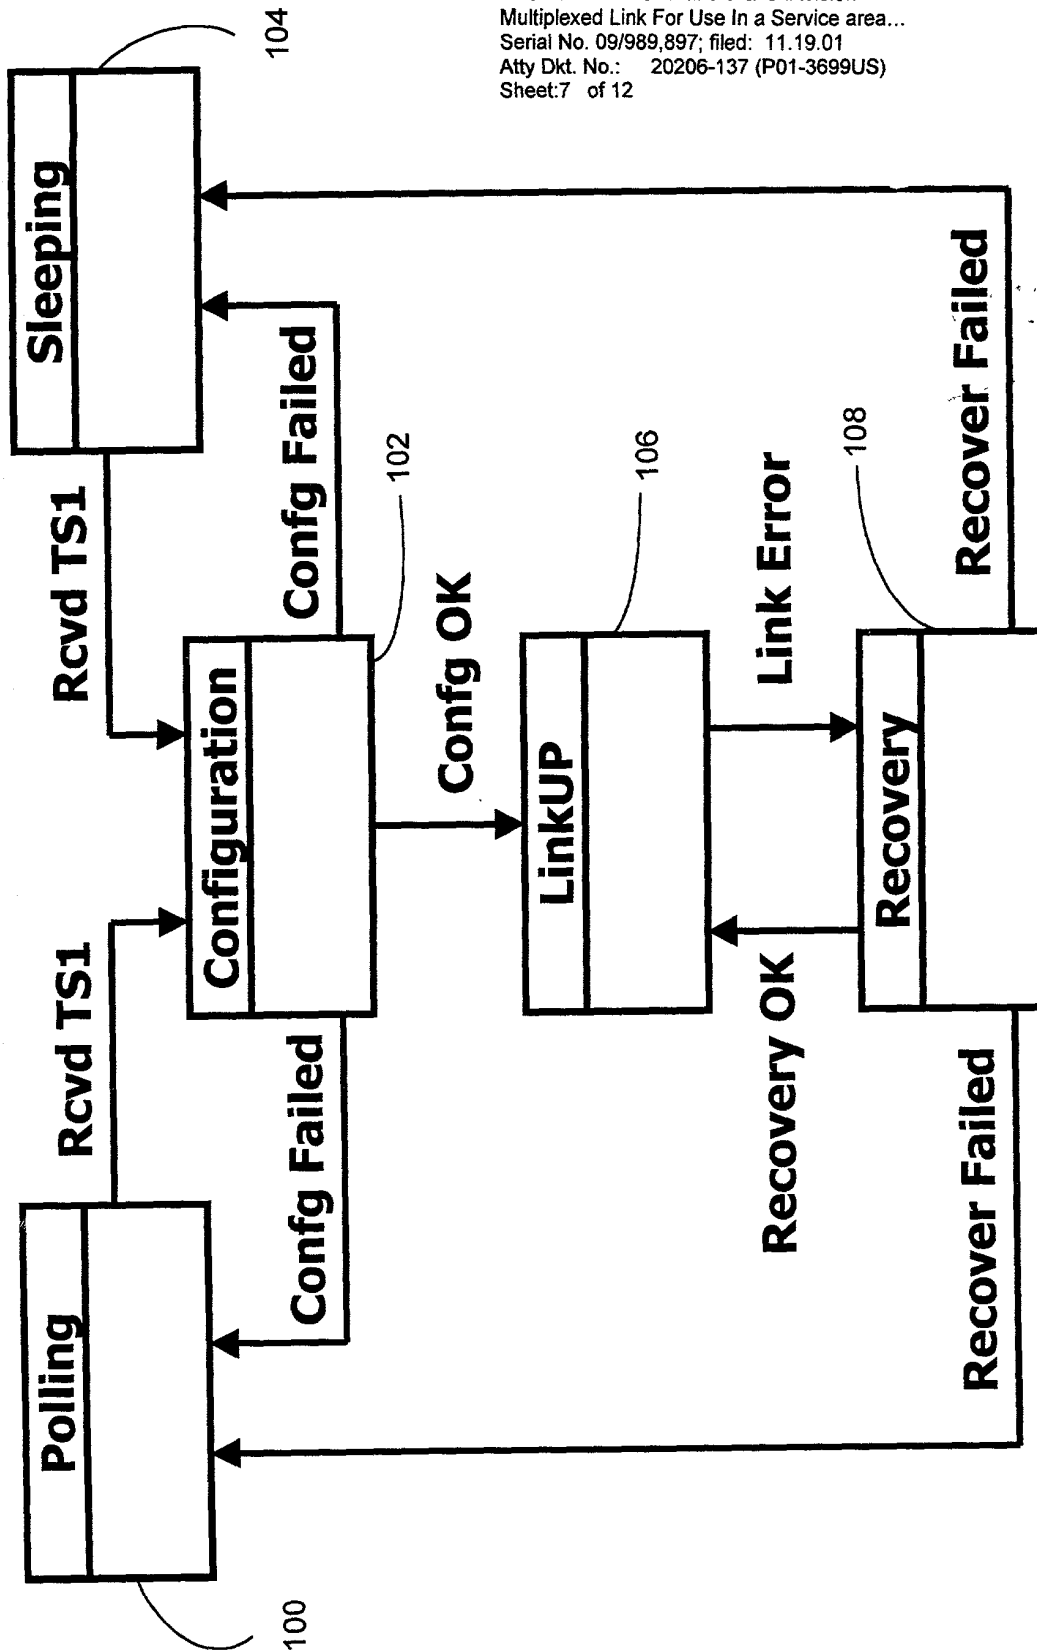 Multiplexed Link For Use In a Service area...
Serial No. 09/989,897; filed: 11.19.01
Atty Dkt. No.: 20206-137 (P01-3699US)
Sheet:7 of 12
Polling
100
Rcvd TS1
Rcvd TS1
Sleeping
104
Configuration
102
Confg Failed
Confg Failed
Confg OK
LinkUP
106
Recovery OK
Link Error
Recovery
108
Recover Failed
Recover Failed